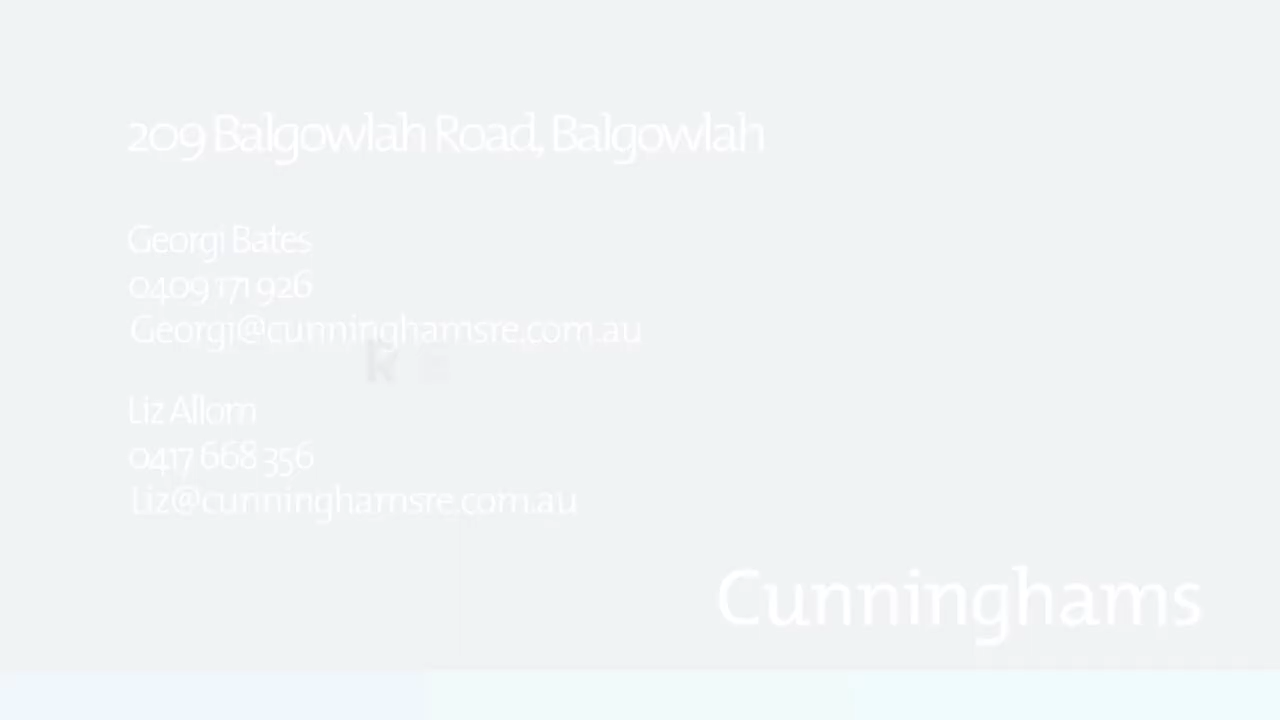 209 Balgowlah Road, Balgowlah
Georgi Bates
0409 171 926
Georgi@cunninghamsre.com.au
Liz Allom
0417 668 356
Liz@cunninghamsre.com.au
Cunninghams